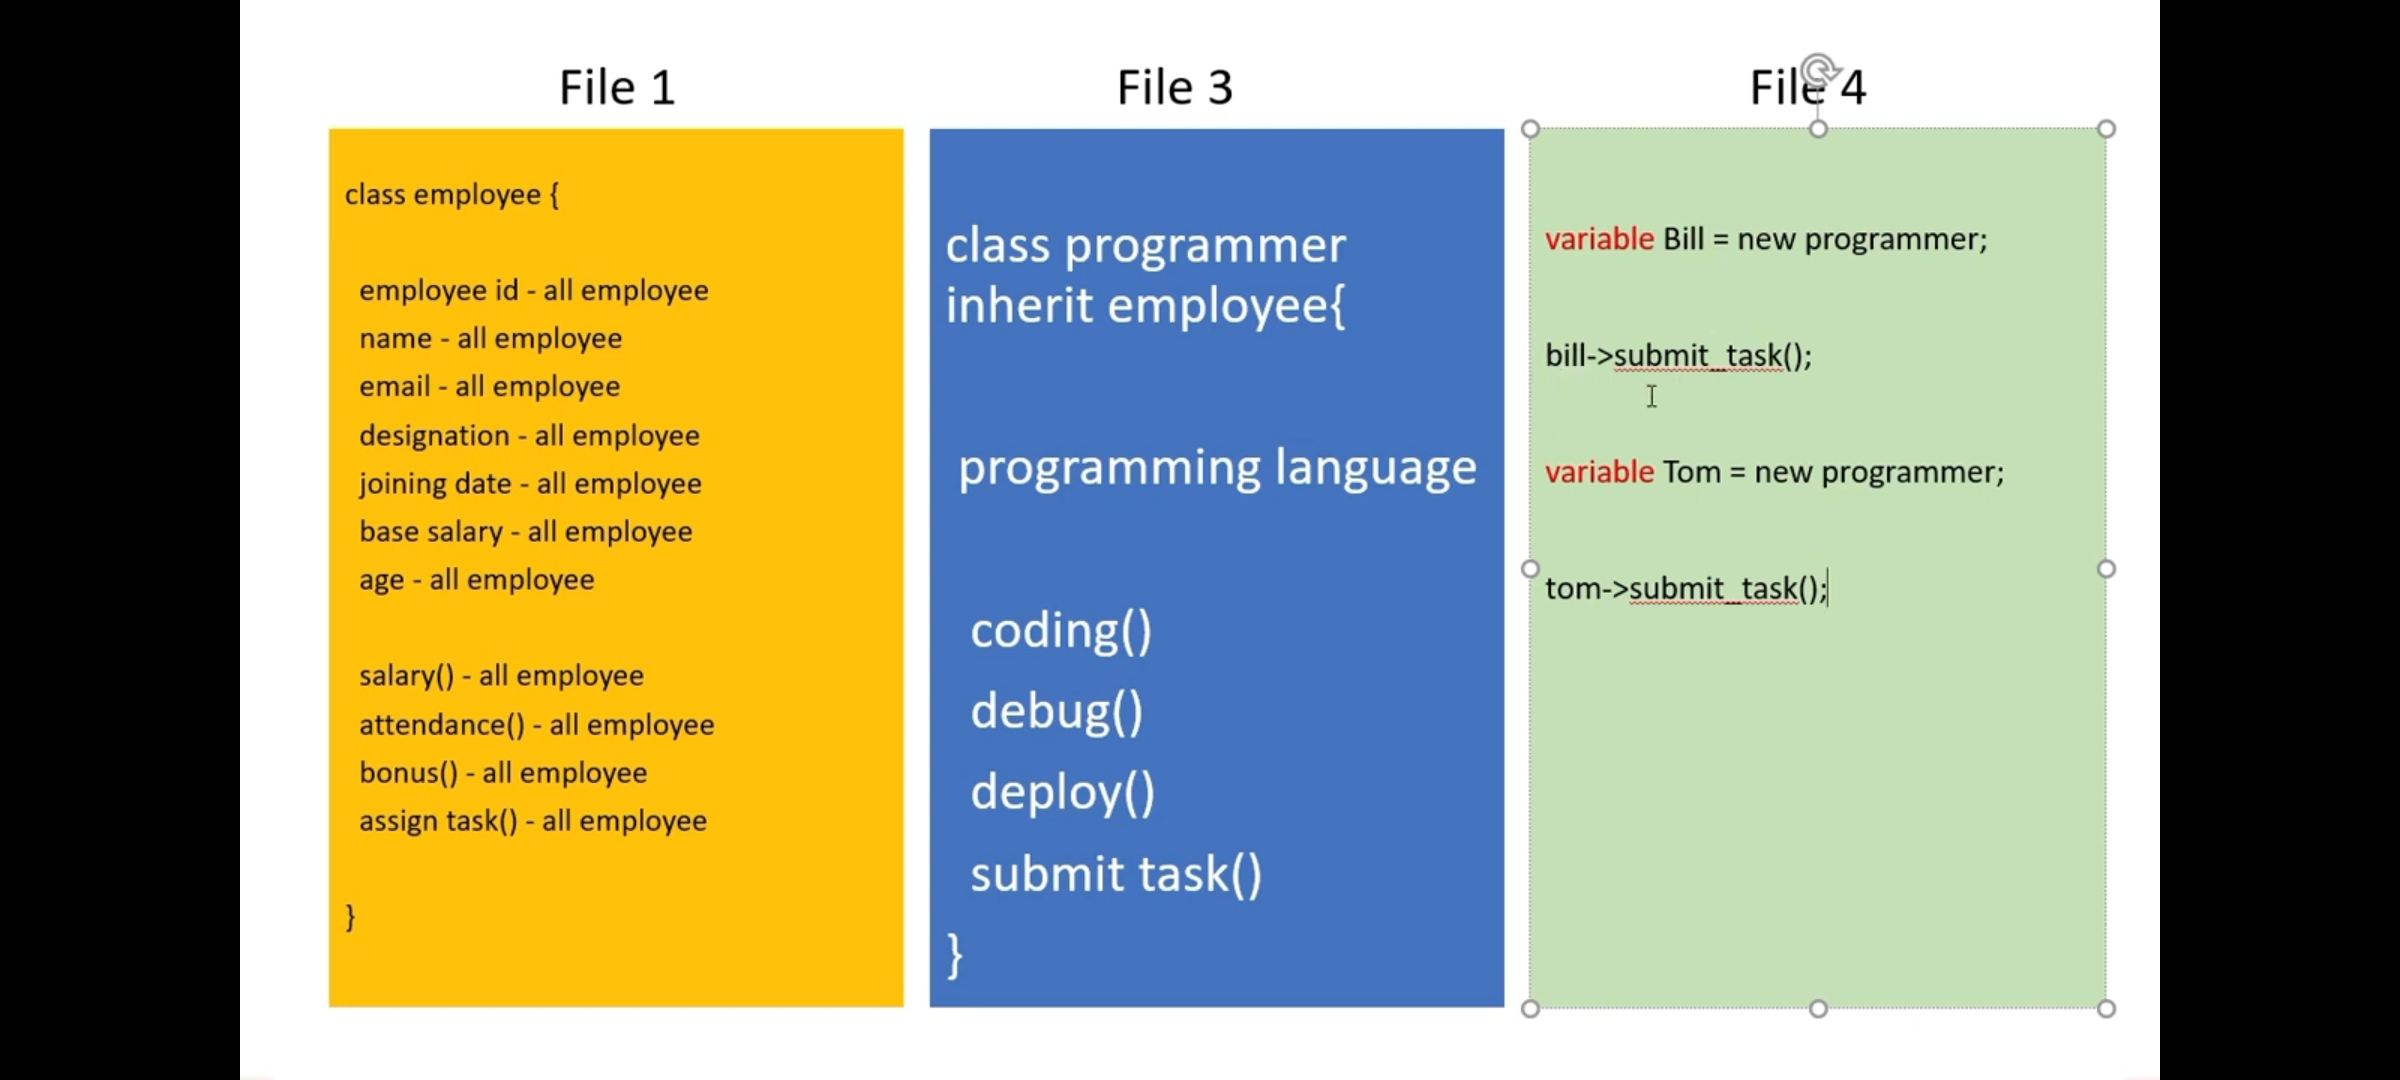 File 1
class employee {
employee id - all employee
name - all employee
email - all employee
designation - all employee
joining date - all employee
base salary - all employee
age - all employee
salary() - all employee
attendance() - all employee
bonus() - all employee
assign task() - all employee
}
File 3
class programmer
inherit employee{
programming language
coding()
debug()
deploy()
submit task()
}
File 4
variable Bill = new programmer;
bill->submit_task();
variable Tom = new programmer;
tom->submit_task();